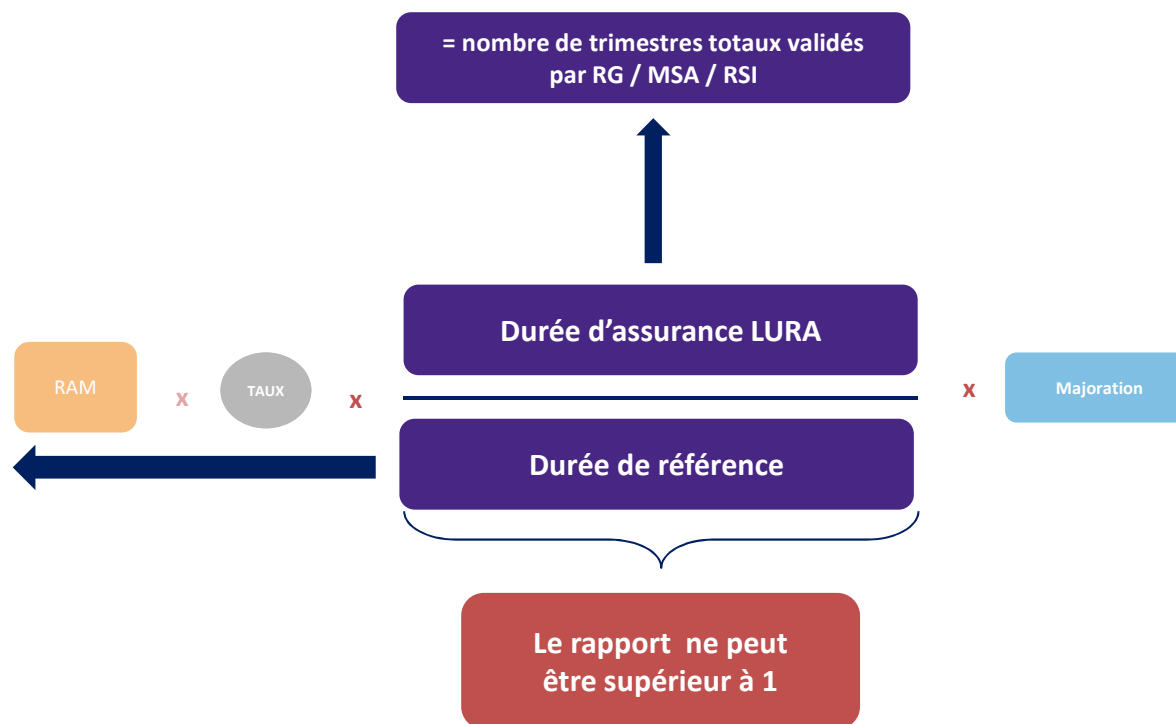 = nombre de trimestres totaux validés
par RG / MSA / RSI
Durée d’assurance LURA
RAM
x
TAUX
x
x
Majoration
Durée de référence
Le rapport ne peut
être supérieur à 1